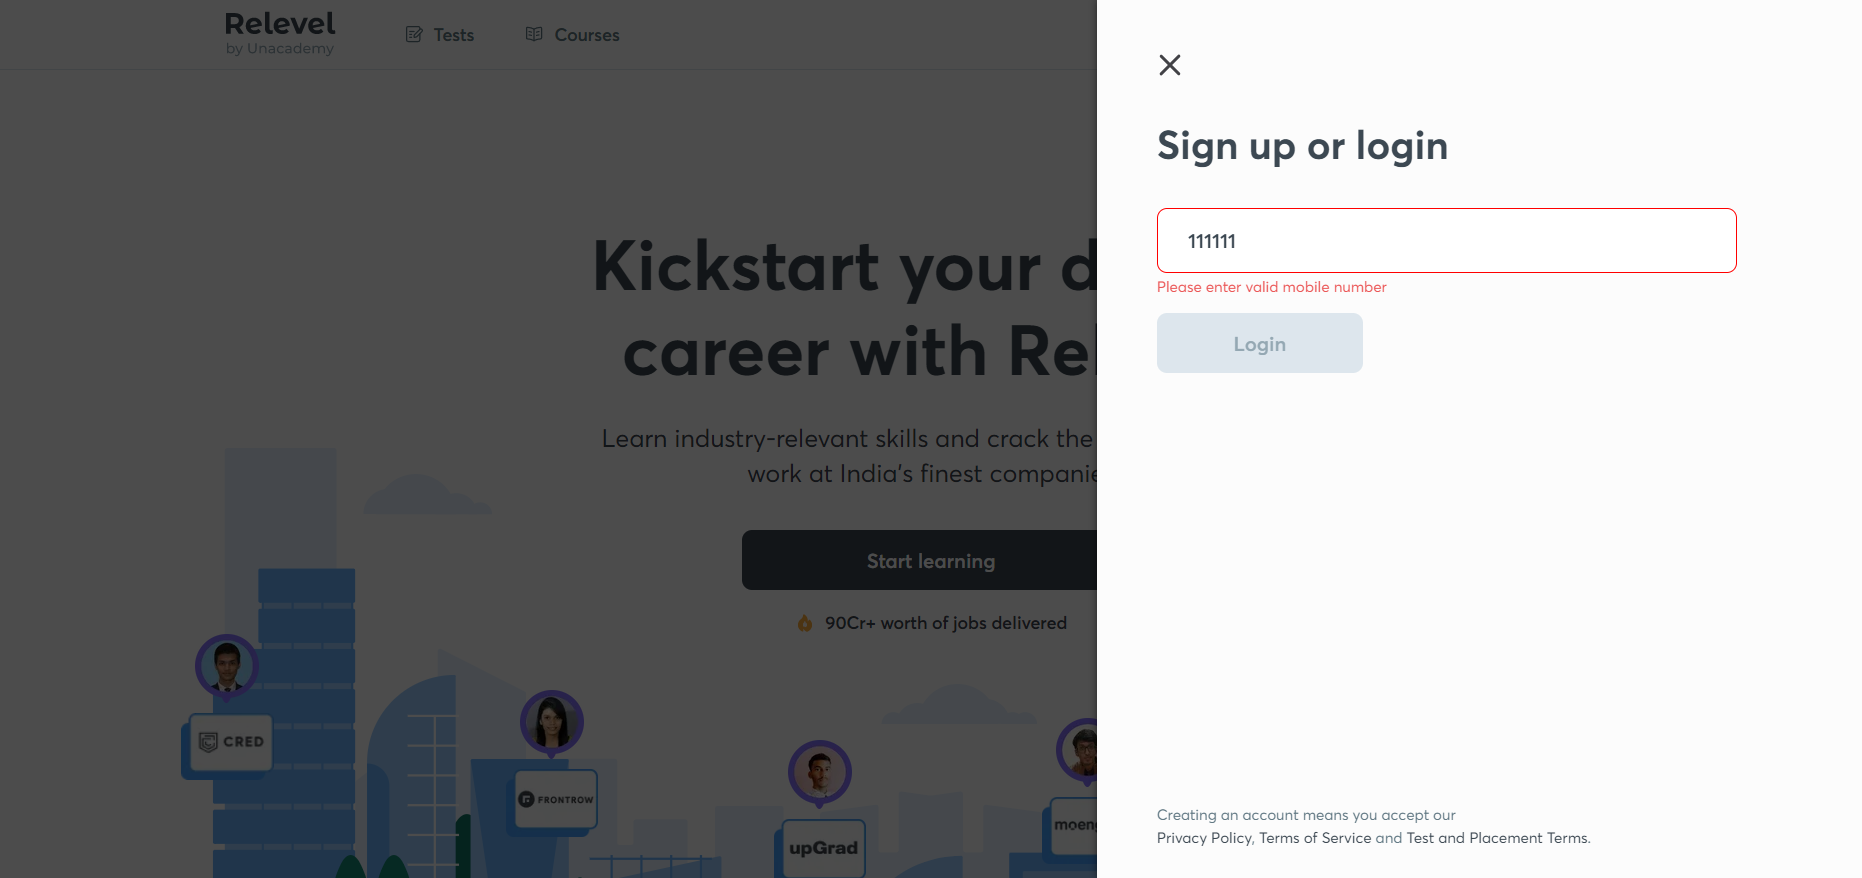 Relevel
by Unacademy
Tests
Courses
Kickstart your d
career with Rel
Learn industry-relevant skills and crack the
work at India's finest companie
Start learning
90Cr+ worth of jobs delivered
CRED
FRONTROW
upGrad
moeng
Sign up or login
111111
Please enter valid mobile number
Login
Creating an account means you accept our
Privacy Policy, Terms of Service and Test and Placement Terms.